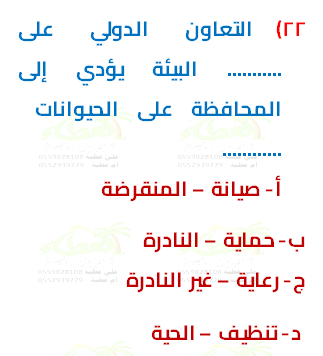 ٢٢) التعاون الدولي على
........... البيئة يؤدي إلى
المحافظة على الحيوانات
............
أ- صيانة – المنقرضة
ب- حماية – النادرة
ج- رعاية – غير النادرة
د- تنظيف – الحية